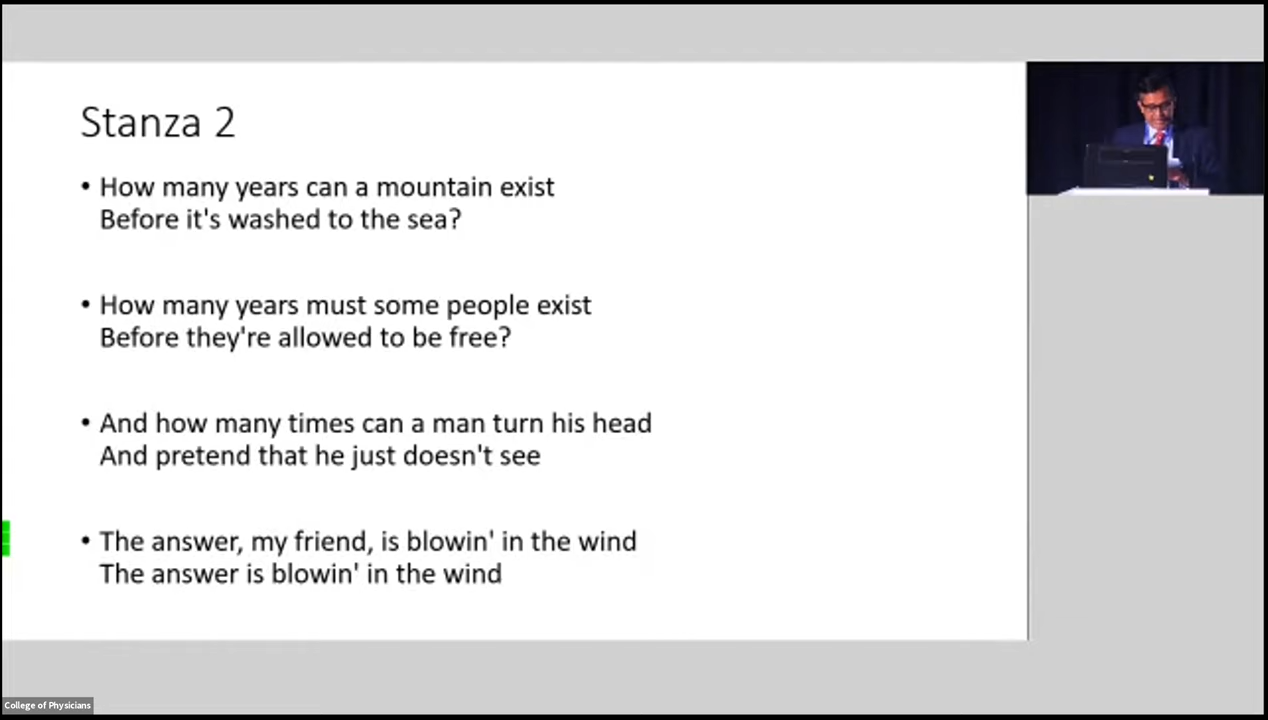 Stanza 2
• How many years can a mountain exist
Before it's washed to the sea?
• How many years must some people exist
Before they're allowed to be free?
• And how many times can a man turn his head
And pretend that he just doesn't see
• The answer, my friend, is blowin' in the wind
The answer is blowin' in the wind
College of Physicians